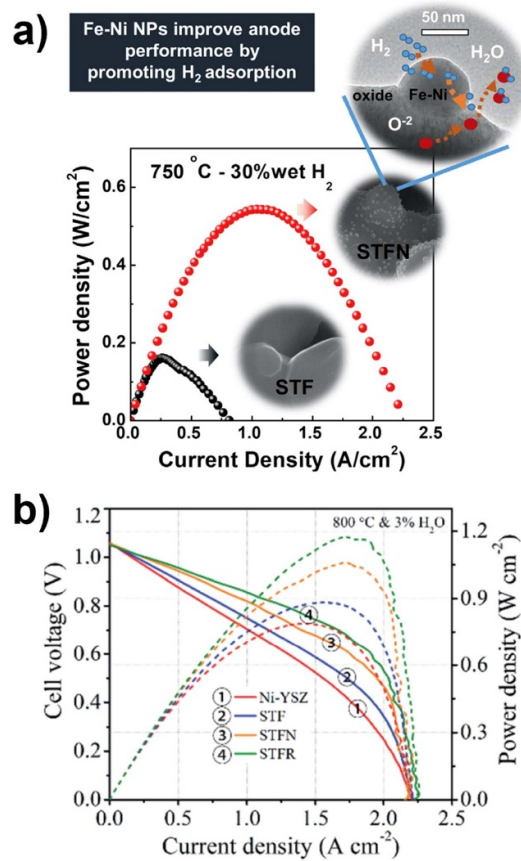 a)
Fe-Ni NPs improve anode
performance by
promoting H₂ adsorption
50 nm
H₂
H₂O
oxide
Fe-Ni
O⁻²
750 °C - 30%wet H₂
STFN
STF
Power density (W/cm²)
0.6
0.4
0.2
0.0
0.0 0.5 1.0 1.5 2.0 2.5
Current Density (A/cm²)
b)
800 °C & 3% H₂O
Cell voltage (V)
1.2
1.0
0.8
0.6
0.4
0.2
0.0
4
3
2
1
1 Ni-YSZ
2 STF
3 STFN
4 STFR
1.2
0.9
0.6
0.3
0.0
Power density (W cm⁻²)
0.0 0.5 1.0 1.5 2.0 2.5
Current density (A cm⁻²)